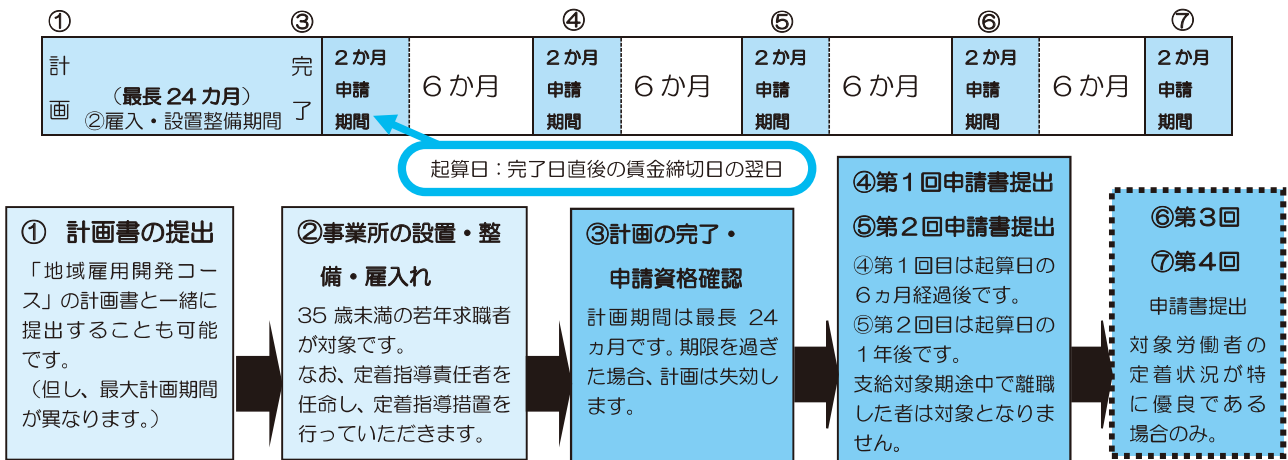 ① ③ ④ ⑤ ⑥ ⑦
計画
（最長24カ月）
②雇入・設置整備期間
完了
２か月
申請
期間
６か月
２か月
申請
期間
６か月
２か月
申請
期間
６か月
２か月
申請
期間
６か月
２か月
申請
期間
起算日：完了日直後の賃金締切日の翌日
① 計画書の提出
「地域雇用開発コー
ス」の計画書と一緒に
提出することも可能
です。
（但し、最大計画期間
が異なります。）
②事業所の設置・整
備・雇入れ
35 歳未満の若年求職者
が対象です。
なお、定着指導責任者を
任命し、定着指導措置を
行っていただきます。
③計画の完了・
申請資格確認
計画期間は最長 24
ヵ月です。期限を過ぎ
た場合、計画は失効し
ます。
④第１回申請書提出
⑤第２回申請書提出
④第１回目は起算日の
６ヵ月経過後です。
⑤第２回目は起算日の
１年後です。
支給対象期途中で離職
した者は対象となりま
せん。
⑥第３回
⑦第４回
申請書提出
対象労働者の
定着状況が特
に優良である
場合のみ。